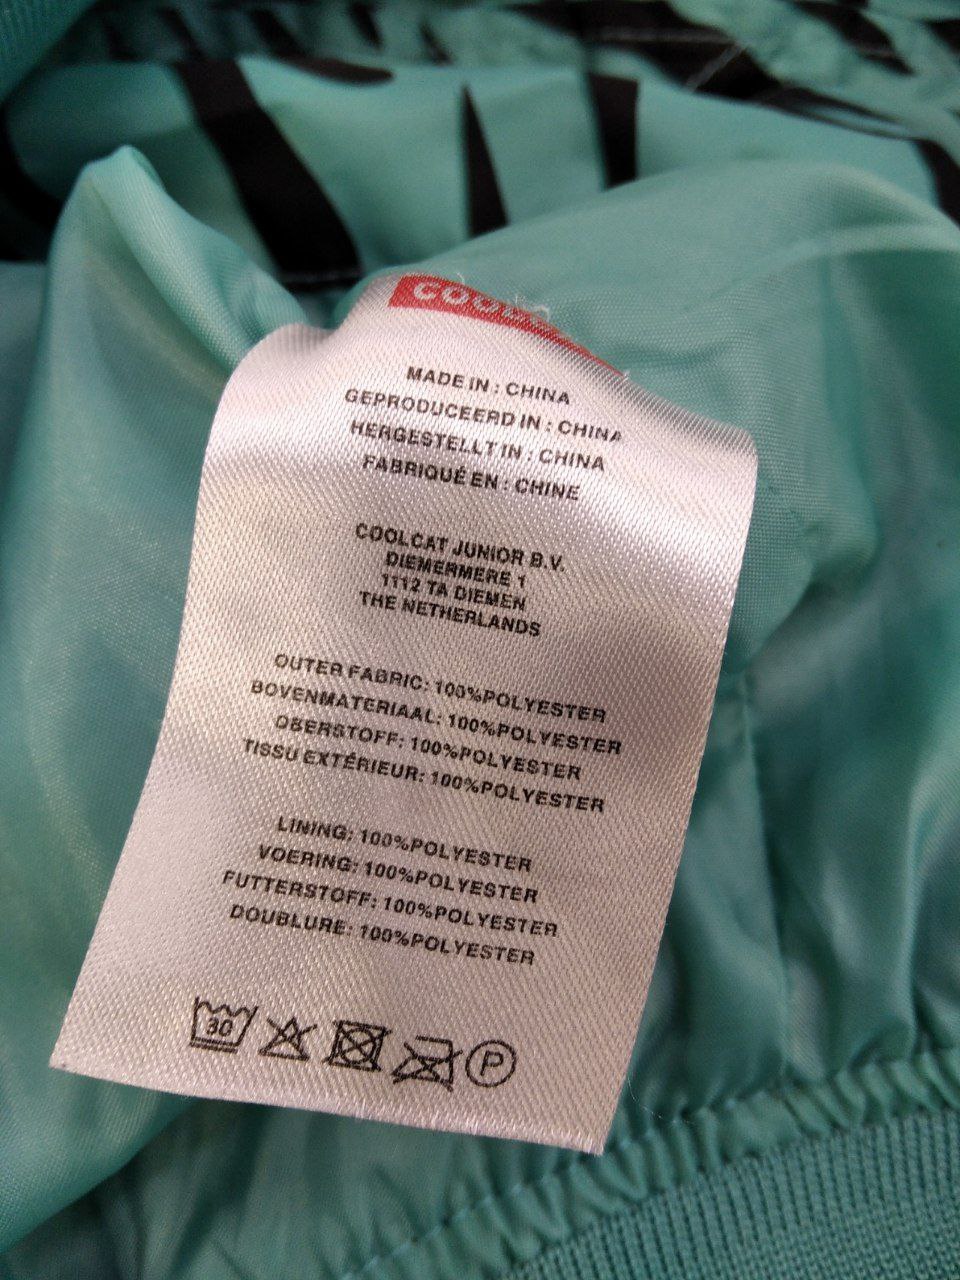 MADE IN : CHINA
GEPRODUCEERD IN : CHINA
HERGESTELLT IN : CHINA
FABRIQUÉ EN : CHINE
COOLCAT JUNIOR B.V.
DIEMERMERE 1
1112 TA DIEMEN
THE NETHERLANDS
OUTER FABRIC: 100%POLYESTER
BOVENMATERIAAL: 100%POLYESTER
OBERSTOFF: 100%POLYESTER
TISSU EXTÉRIEUR: 100%POLYESTER
LINING: 100%POLYESTER
VOERING: 100%POLYESTER
FUTTERSTOFF: 100%POLYESTER
DOUBLURE: 100%POLYESTER
30 P